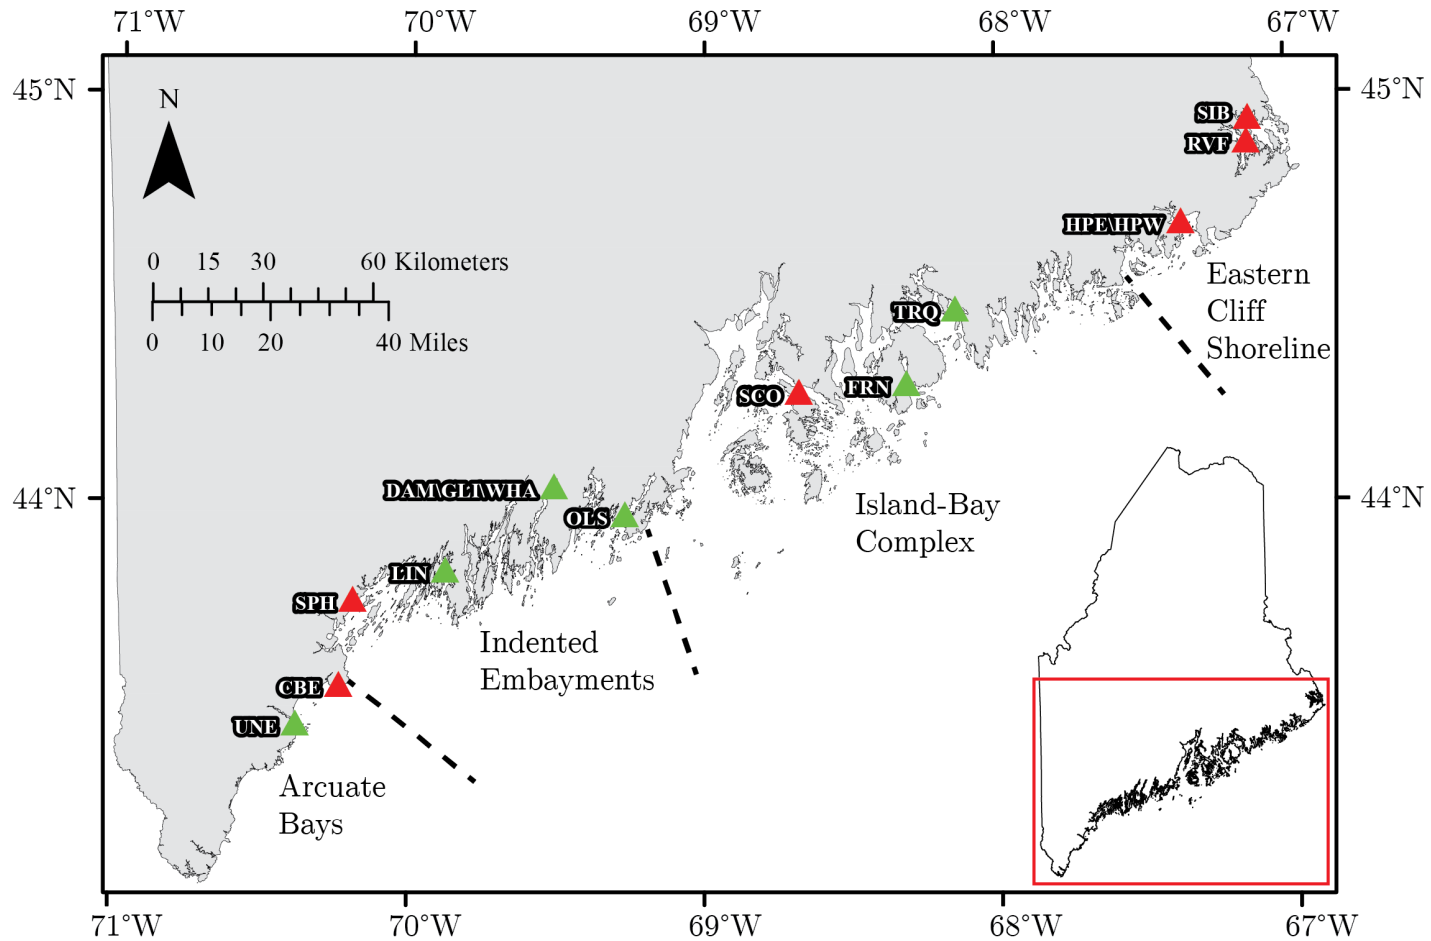 71°W 70°W 69°W 68°W 67°W
45°N 45°N
N
SIB
RVF
HPE\HPW
0 15 30 60 Kilometers
0 10 20 40 Miles
Eastern
Cliff
Shoreline
TRQ
FRN
SCO
DAM\GLI\WHA
44°N 44°N
OLS
Island-Bay
Complex
LIN
SPH
Indented
Embayments
CBE
UNE
Arcuate
Bays
71°W 70°W 69°W 68°W 67°W